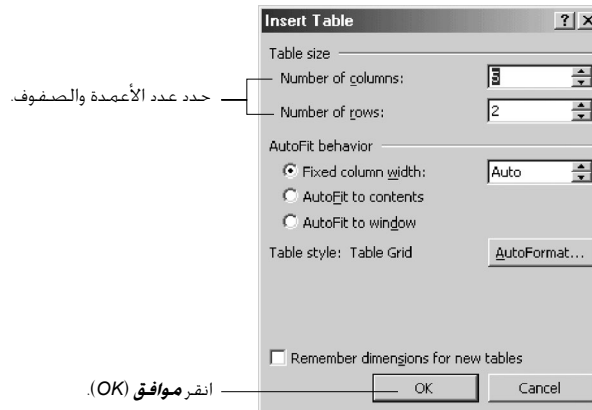 Insert Table
Table size
Number of columns:
5
حدد عدد الأعمدة والصفوف.
Number of rows:
2
AutoFit behavior
Fixed column width:
Auto
AutoFit to contents
AutoFit to window
Table style: Table Grid
AutoFormat...
Remember dimensions for new tables
انقر موافق (OK).
OK
Cancel